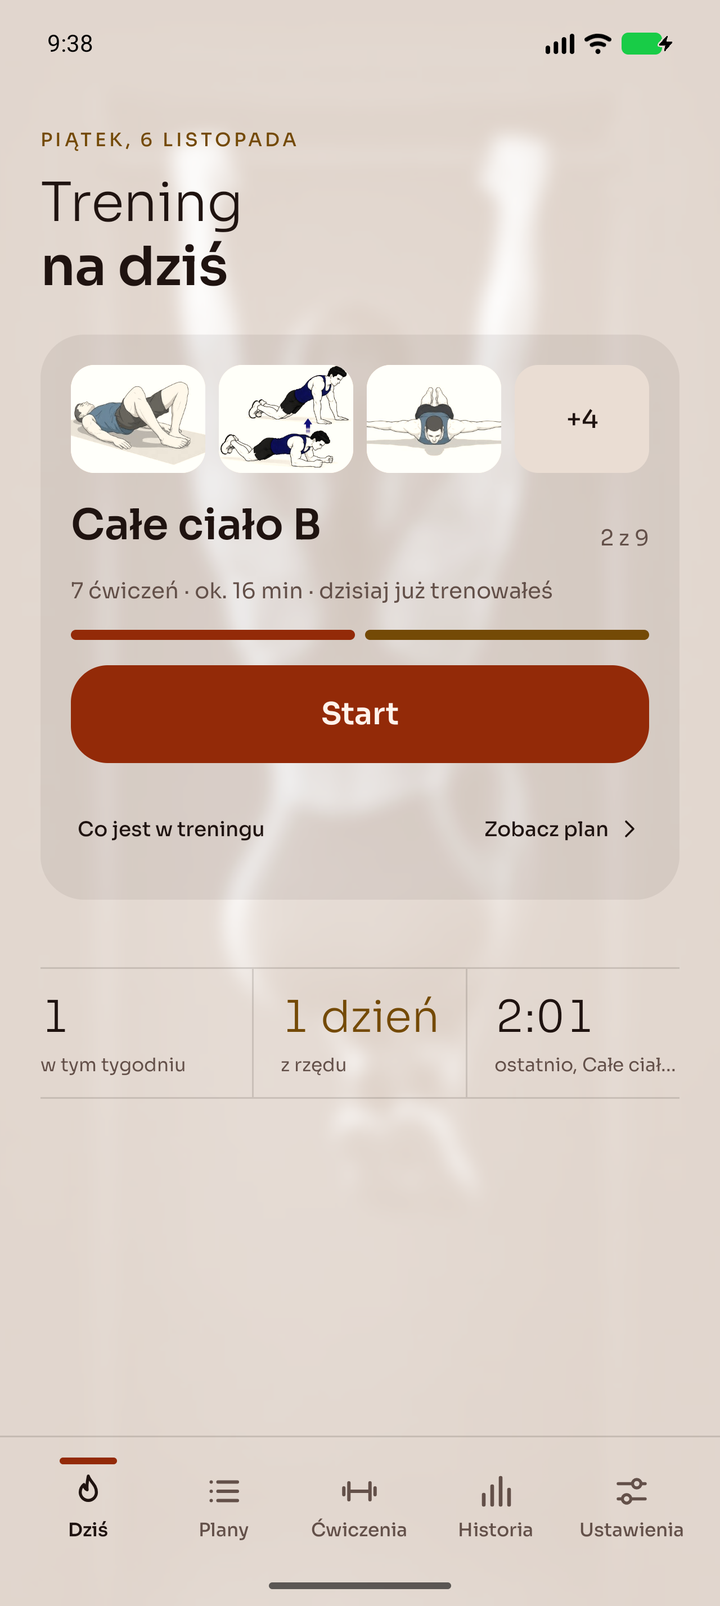 9:38
PIĄTEK, 6 LISTOPADA
Trening
na dziś
+4
Całe ciało B
2 z 9
7 ćwiczeń · ok. 16 min · dzisiaj już trenowałeś
Start
Co jest w treningu
Zobacz plan
1
w tym tygodniu
1 dzień
z rzędu
2:01
ostatnio, Całe ciał...
Dziś
Plany
Ćwiczenia
Historia
Ustawienia